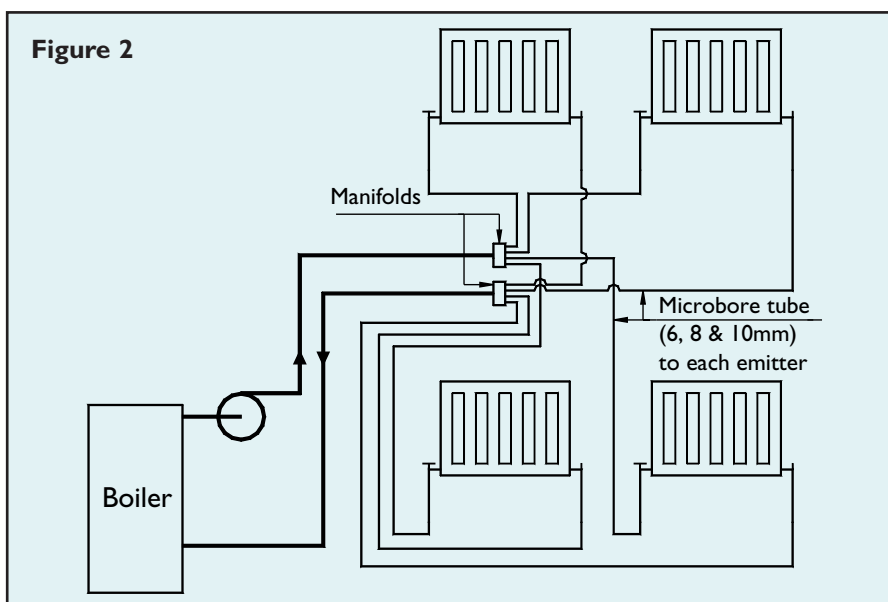 Figure 2
Manifolds
Microbore tube
(6, 8 & 10mm)
to each emitter
Boiler